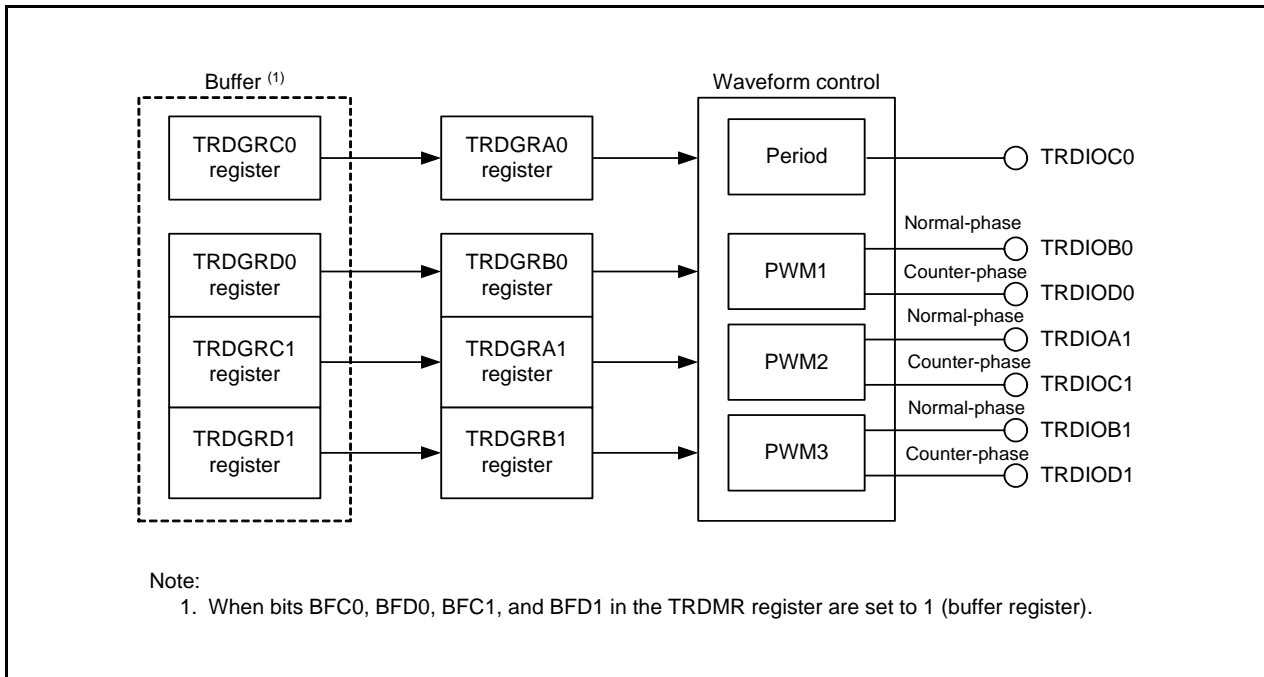 Buffer (1)
Waveform control
TRDGRC0
register
TRDGRA0
register
Period
TRDIOC0
TRDGRD0
register
TRDGRB0
register
PWM1
Normal-phase
TRDIOB0
Counter-phase
TRDIOD0
TRDGRC1
register
TRDGRA1
register
PWM2
Normal-phase
TRDIOA1
Counter-phase
TRDIOC1
TRDGRD1
register
TRDGRB1
register
PWM3
Normal-phase
TRDIOB1
Counter-phase
TRDIOD1
Note:
1. When bits BFC0, BFD0, BFC1, and BFD1 in the TRDMR register are set to 1 (buffer register).